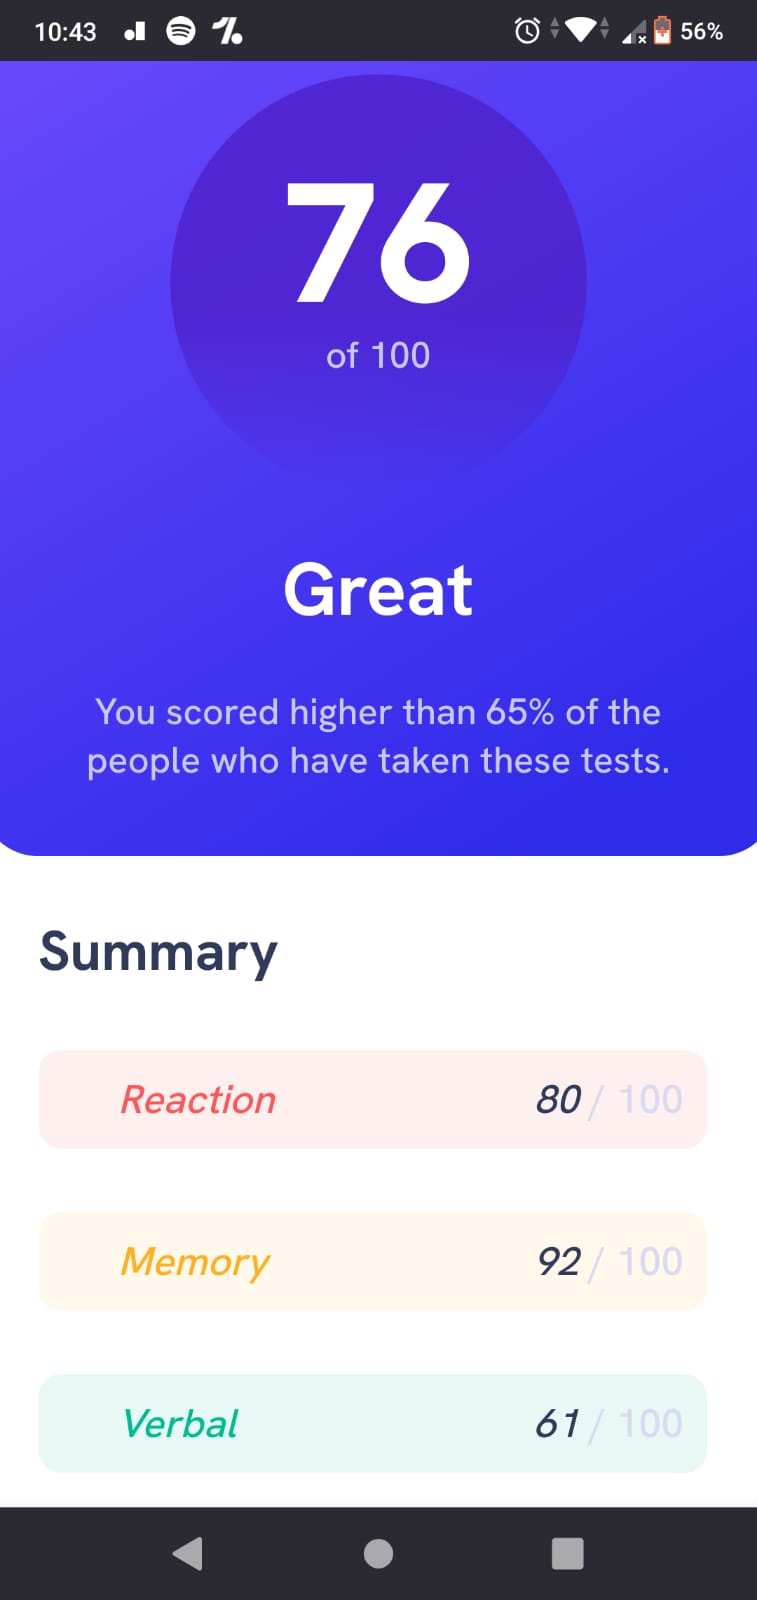 10:43
56%
76
of 100
Great
You scored higher than 65% of the
people who have taken these tests.
Summary
Reaction 80 / 100
Memory 92 / 100
Verbal 61 / 100